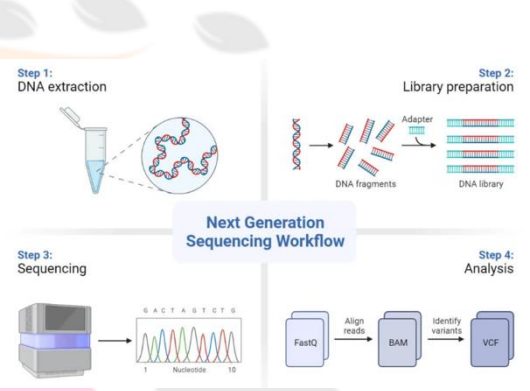 Step 1:
DNA extraction
Step 2:
Library preparation
Adapter
DNA fragments
DNA library
Next Generation
Sequencing Workflow
Step 3:
Sequencing
G A C T A G T C T G
1 Nucleotide 10
Step 4:
Analysis
FastQ
Align
reads
BAM
Identify
variants
VCF